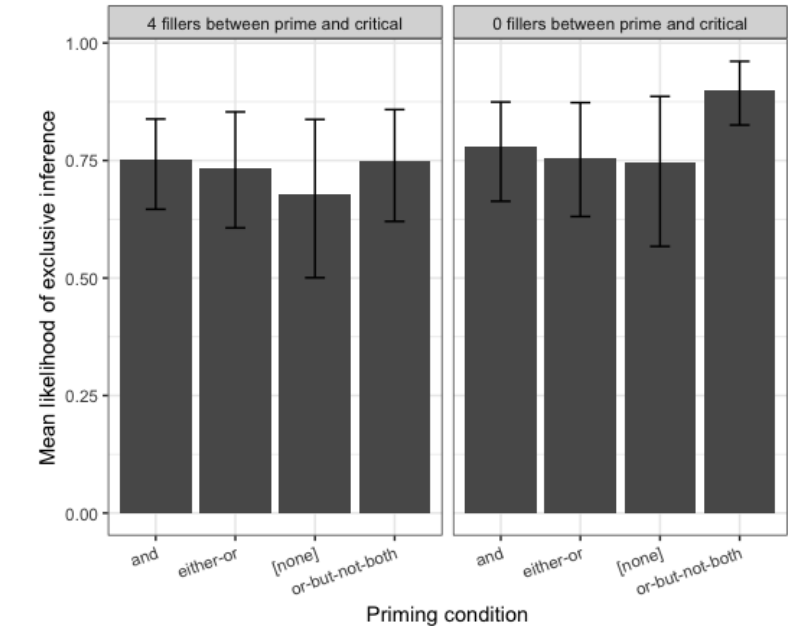 4 fillers between prime and critical
0 fillers between prime and critical
Mean likelihood of exclusive inference
1.00
0.75
0.50
0.25
0.00
and
either-or
[none]
or-but-not-both
and
either-or
[none]
or-but-not-both
Priming condition